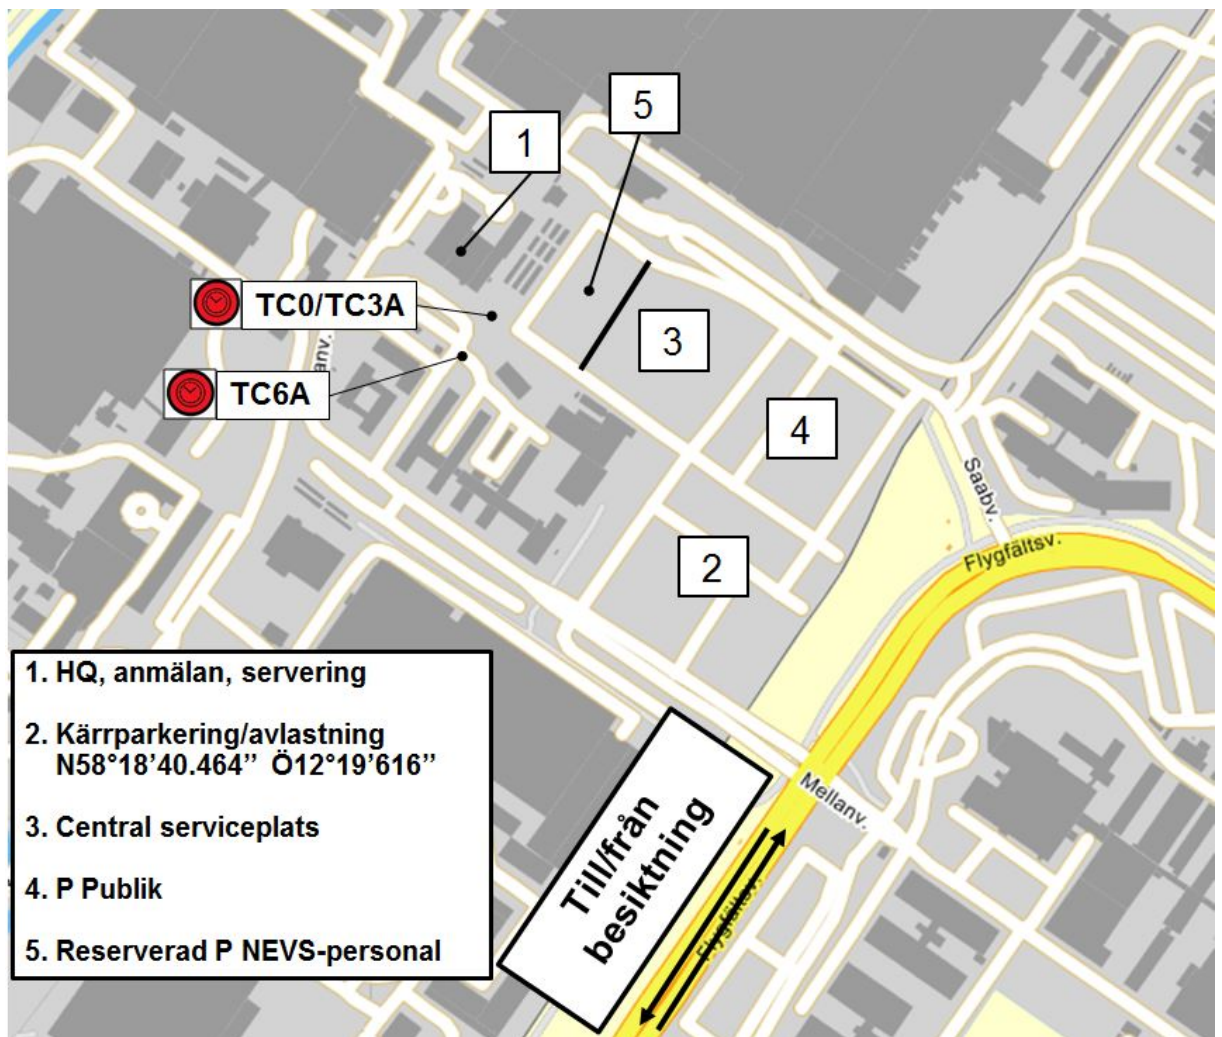 5
1
TC0/TC3A
3
anv.
TC6A
4
Saabv.
Flygfältsv.
2
1. HQ, anmälan, servering
2. Kärrparkering/avlastning
N58°18’40.464’’ Ö12°19’616’’
3. Central serviceplats
4. P Publik
5. Reserverad P NEVS-personal
Till/från
besiktning
Mellanv.
Flygfältsv.